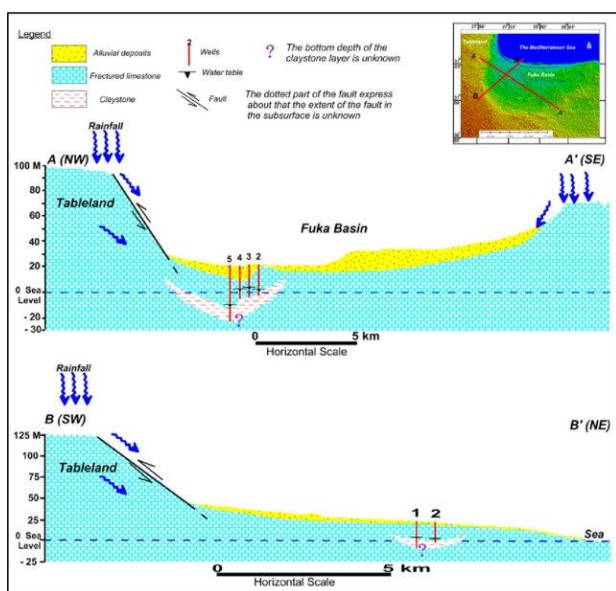 Legend
Alluvial deposits
Fractured limestone
Claystone
2
Wells
Water table
Fault
? The bottom depth of the
claystone layer is unknown
The dotted part of the fault express
about that the extent of the fault in
the subsurface is unknown
Tableland
The Mediterranean Sea
Fuka Basin
A
B
Rainfall
A (NW)
A' (SE)
100 M
80
60
40
20
0 Sea
Level
- 20
- 30
Tableland
Fuka Basin
5 4 3 2
?
0 5 km
Horizontal Scale
Rainfall
B (SW)
B' (NE)
125 M
100
75
50
25
0 Sea
Level
- 25
Tableland
1 2
?
Sea
0 5 km
Horizontal Scale